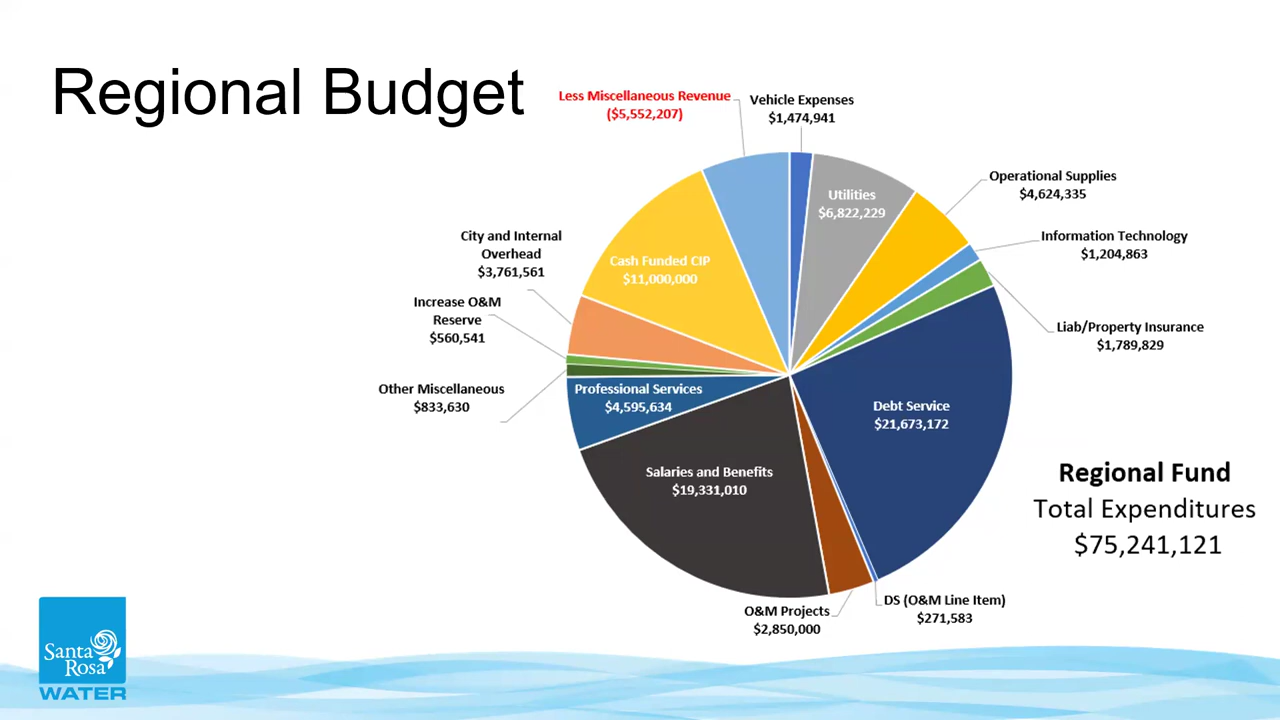 Regional Budget
Less Miscellaneous Revenue
($5,552,207)
Vehicle Expenses
$1,474,941
Utilities
$6,822,229
Operational Supplies
$4,624,335
Information Technology
$1,204,863
Liab/Property Insurance
$1,789,829
Debt Service
$21,673,172
DS (O&M Line Item)
$271,583
O&M Projects
$2,850,000
Salaries and Benefits
$19,331,010
Professional Services
$4,595,634
Other Miscellaneous
$833,630
Increase O&M
Reserve
$560,541
City and Internal
Overhead
$3,761,561
Cash Funded CIP
$11,000,000
Regional Fund
Total Expenditures
$75,241,121
Santa
Rosa
WATER